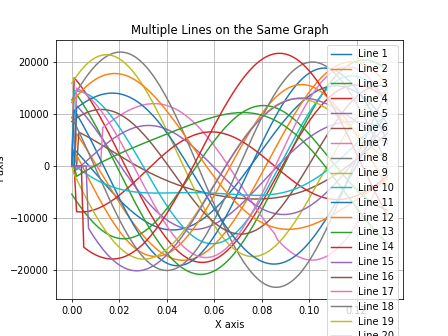 Multiple Lines on the Same Graph
20000
10000
0
−10000
−20000
0.00 0.02 0.04 0.06 0.08 0.10
X axis
Line 1
Line 2
Line 3
Line 4
Line 5
Line 6
Line 7
Line 8
Line 9
Line 10
Line 11
Line 12
Line 13
Line 14
Line 15
Line 16
Line 17
Line 18
Line 19